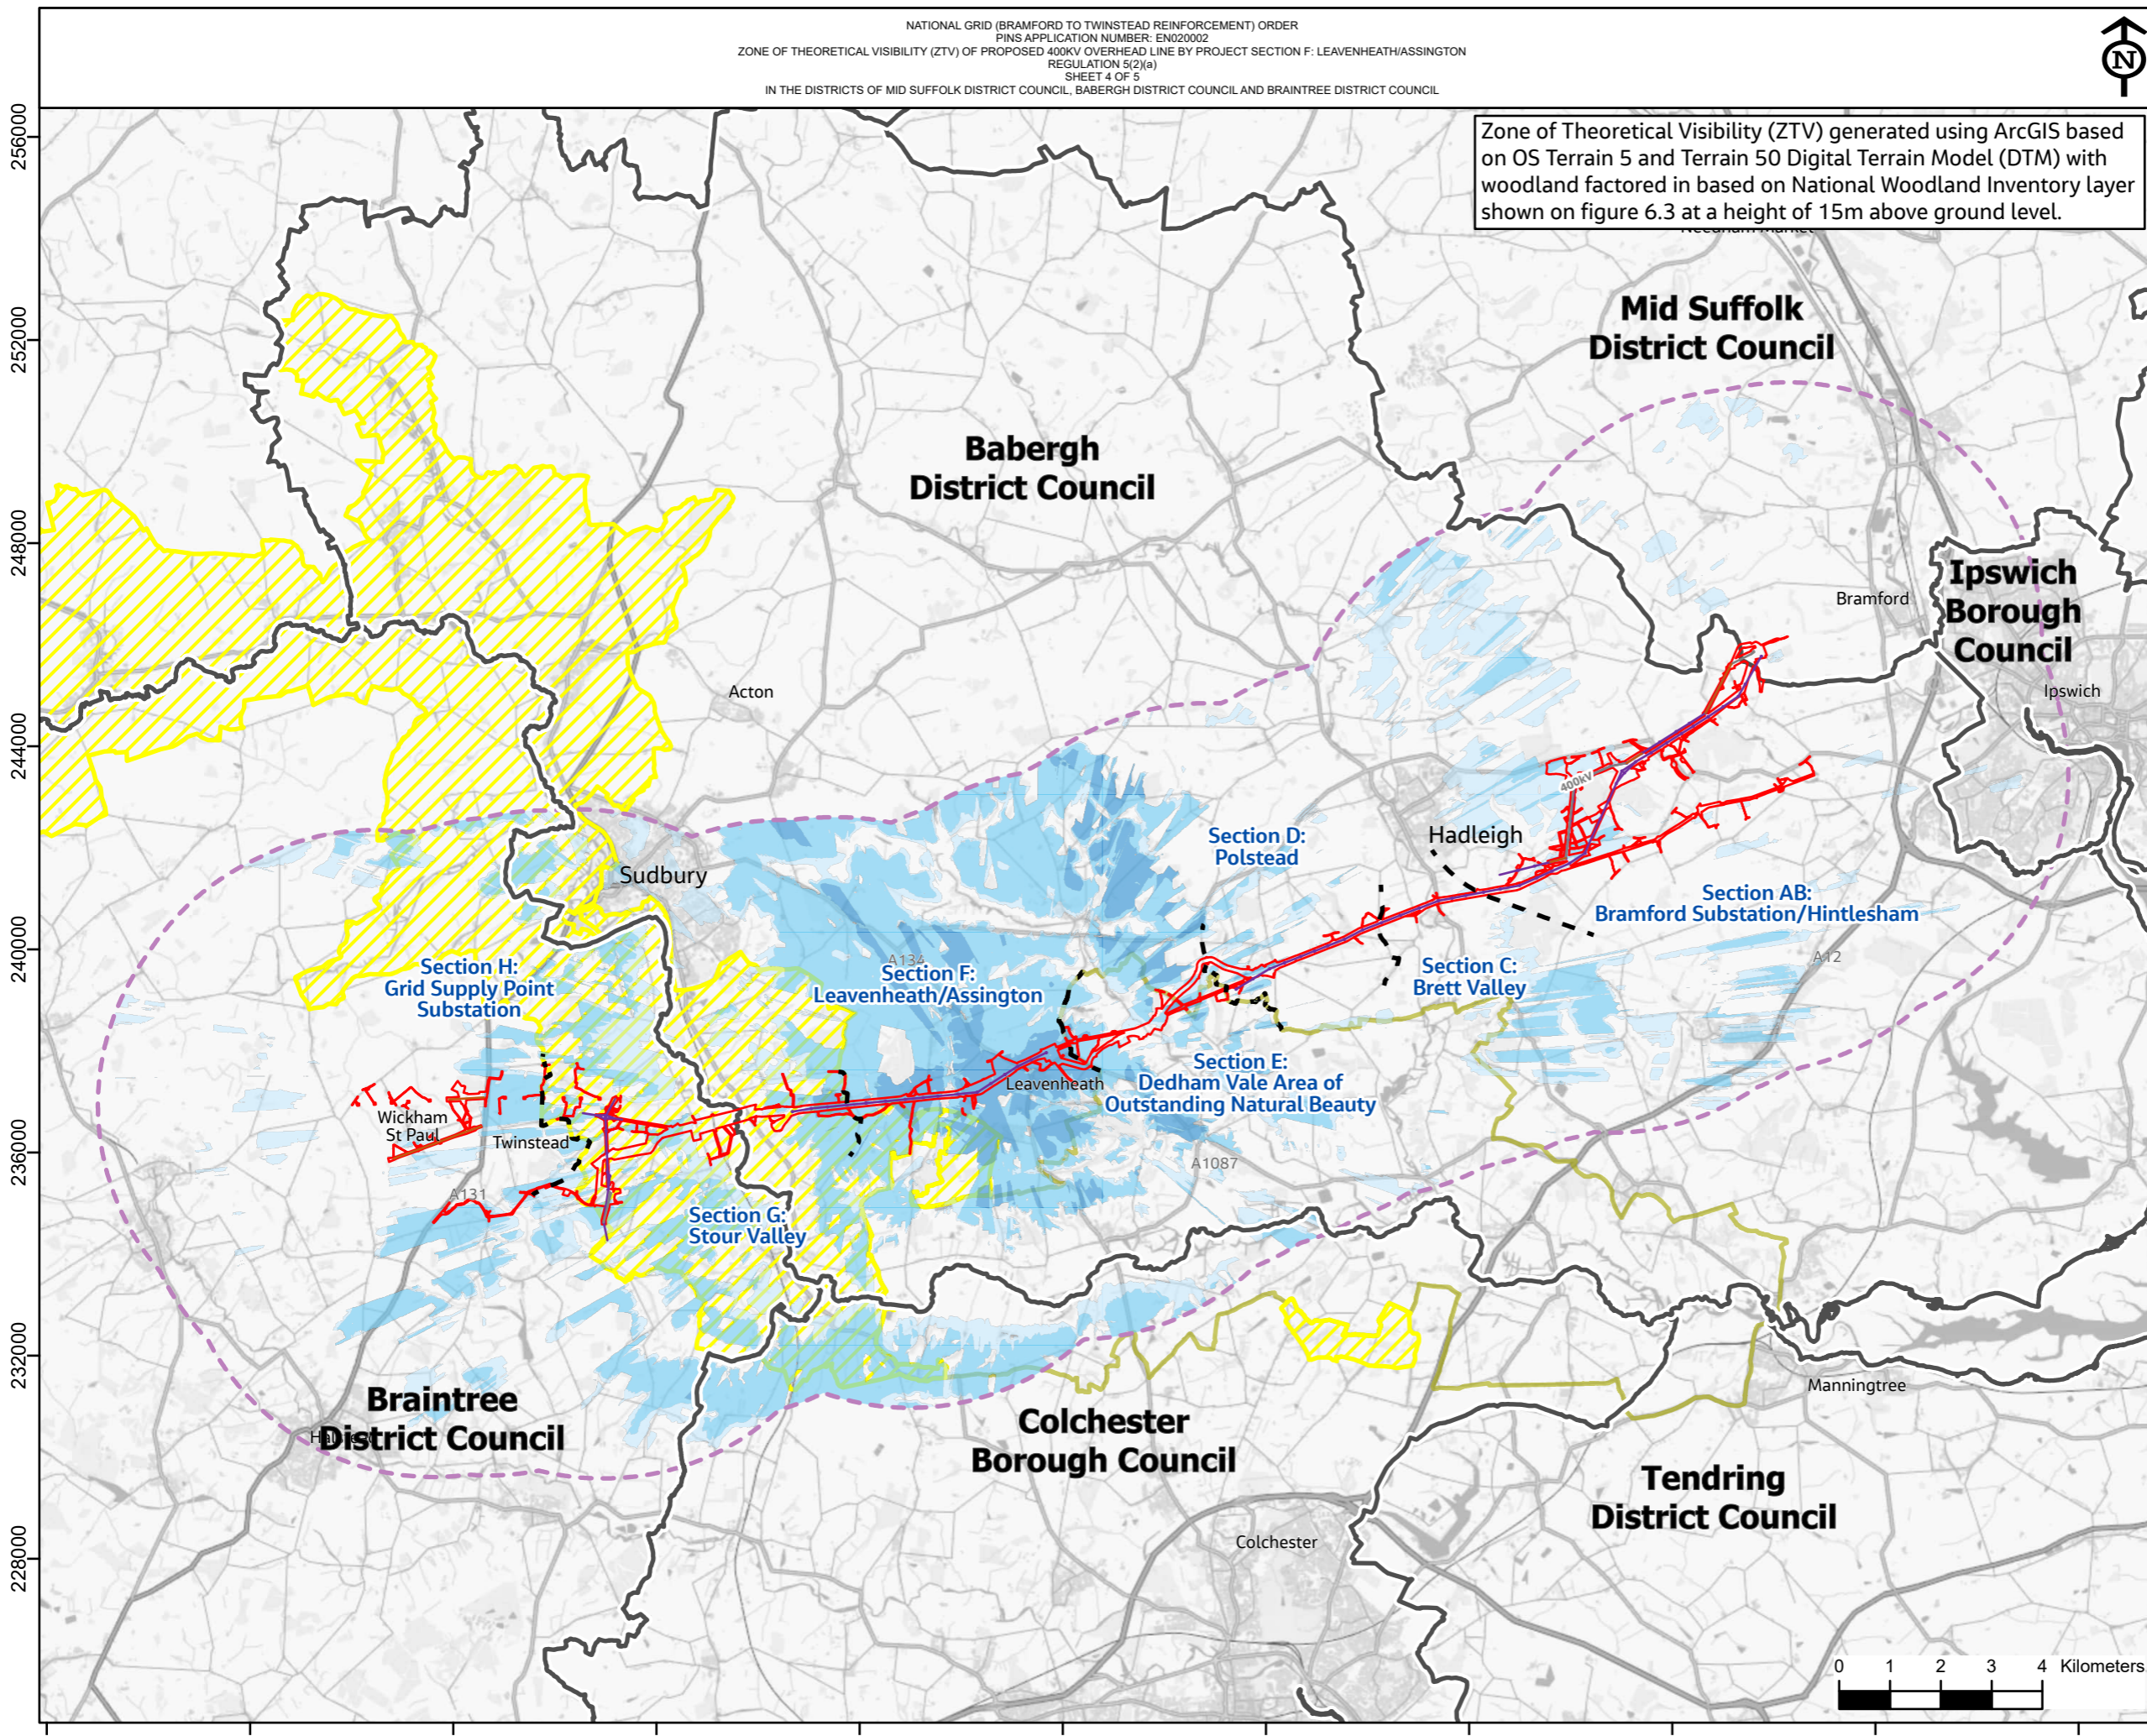 NATIONAL GRID (BRAMFORD TO TWINSTEAD REINFORCEMENT) ORDER
PINS APPLICATION NUMBER: EN020002
ZONE OF THEORETICAL VISIBILITY (ZTV) OF PROPOSED 400KV OVERHEAD LINE BY PROJECT SECTION F: LEAVENHEATH/ASSINGTON
REGULATION 5(2)(a)
SHEET 4 OF 5
IN THE DISTRICTS OF MID SUFFOLK DISTRICT COUNCIL, BABERGH DISTRICT COUNCIL AND BRAINTREE DISTRICT COUNCIL
N
Zone of Theoretical Visibility (ZTV) generated using ArcGIS based
on OS Terrain 5 and Terrain 50 Digital Terrain Model (DTM) with
woodland factored in based on National Woodland Inventory layer
shown on figure 6.3 at a height of 15m above ground level.
256000
252000
248000
244000
240000
236000
232000
228000
Mid Suffolk
District Council
Babergh
District Council
Ipswich
Borough
Council
Bramford
Ipswich
Acton
400kV
Hadleigh
Section D:
Polstead
Sudbury
Section AB:
Bramford Substation/Hintlesham
A134
A12
Section H:
Grid Supply Point
Substation
Section F:
Leavenheath/Assington
Section C:
Brett Valley
Section E:
Dedham Vale Area of
Outstanding Natural Beauty
Leavenheath
Wickham
St Paul
Twinstead
A1087
A131
Section G:
Stour Valley
Manningtree
Braintree
District Council
Colchester
Borough Council
Tendring
District Council
Colchester
0 1 2 3 4 Kilometers